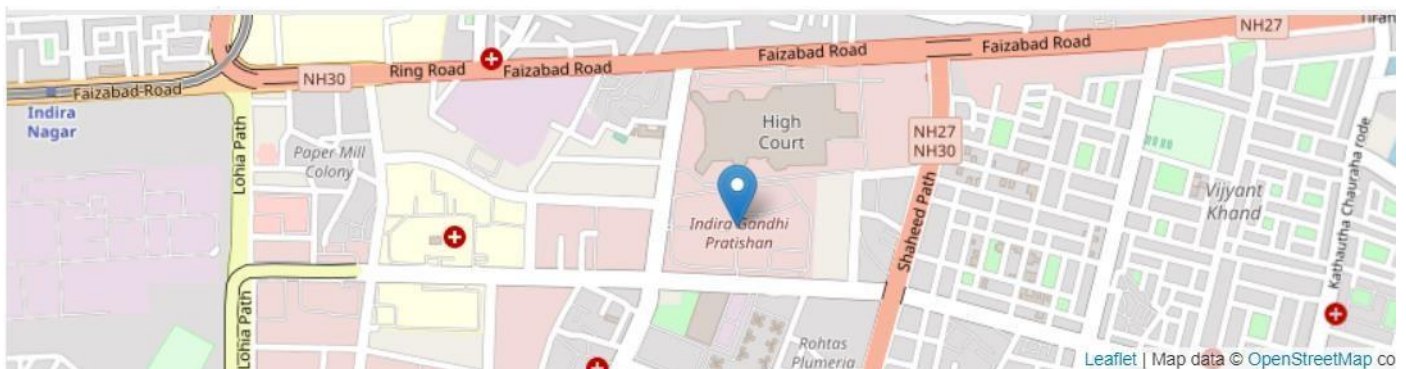 NH27
Faizabad Road
Faizabad Road
Ring Road
Faizabad Road
NH30
Faizabad Road
Indira
Nagar
High
Court
NH27
NH30
Paper Mill
Colony
Lohia Path
Kathautha Chauraha rode
Vijyant
Khand
Indira Gandhi
Pratishan
Shaheed Path
Lohia Path
Rohtas
Plumeria
Leaflet | Map data © OpenStreetMap co